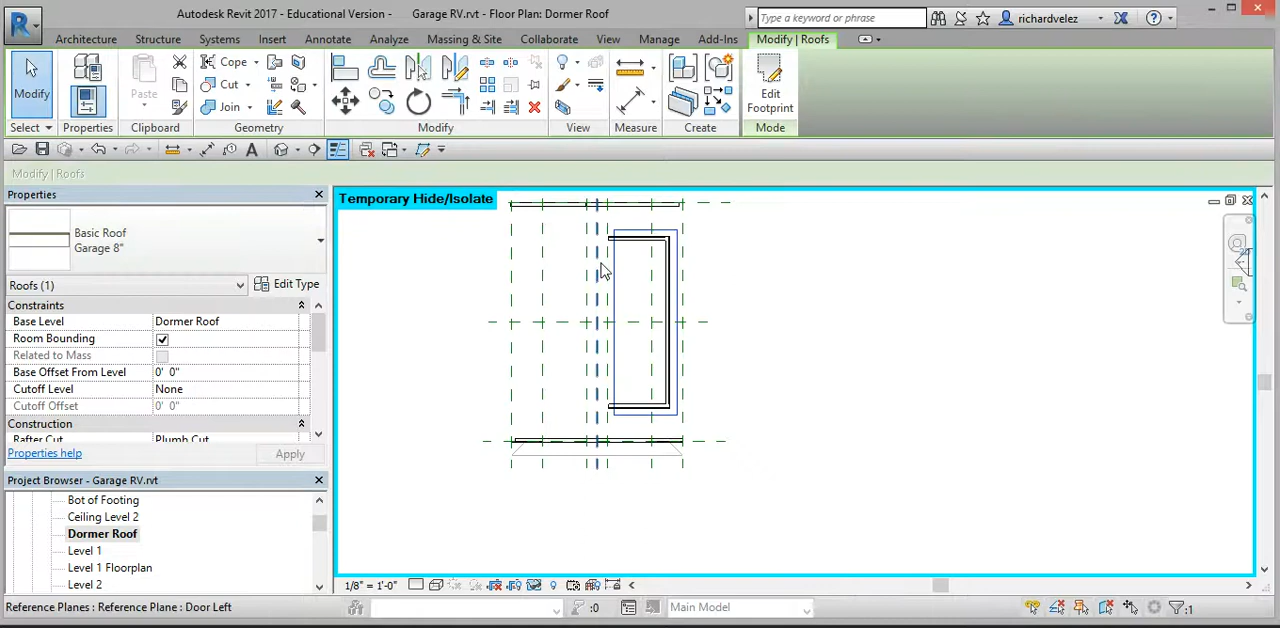 Autodesk Revit 2017 - Educational Version - Garage RV.rvt - Floor Plan: Dormer Roof
Type a keyword or phrase
richardvelez
Architecture Structure Systems Insert Annotate Analyze Massing & Site Collaborate View Manage Add-Ins Modify | Roofs
Modify
Paste
Cope
Cut
Join
Edit
Footprint
Select Properties Clipboard Geometry Modify View Measure Create Mode
Modify | Roofs
Properties
Temporary Hide/Isolate
Basic Roof
Garage 8"
Roofs (1)
Edit Type
Constraints
Base Level Dormer Roof
Room Bounding
Related to Mass
Base Offset From Level 0' 0"
Cutoff Level None
Cutoff Offset 0' 0"
Construction
Rafter Cut Plumb Cut
Properties help
Apply
Project Browser - Garage RV.rvt
Bot of Footing
Ceiling Level 2
Dormer Roof
Level 1
Level 1 Floorplan
Level 2
1/8" = 1'-0"
Reference Planes : Reference Plane : Door Left
:0
Main Model
:1